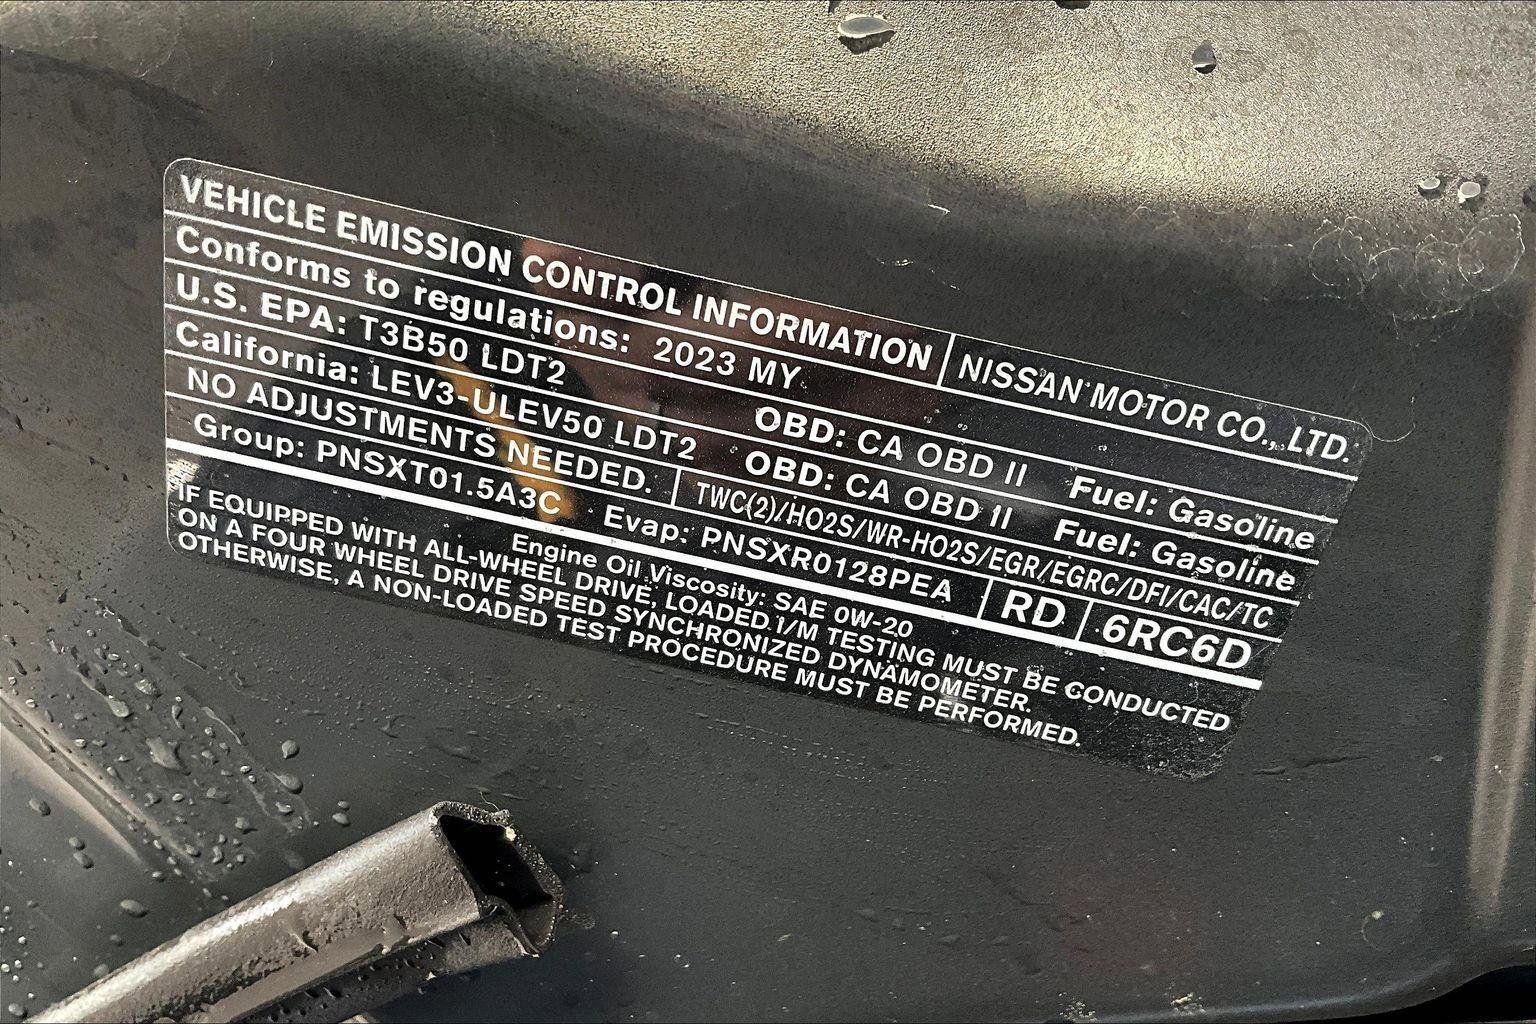 VEHICLE EMISSION CONTROL INFORMATION NISSAN MOTOR CO., LTD.
Conforms to regulations: 2023 MY
U.S. EPA: T3B50 LDT2 OBD: CA OBD II Fuel: Gasoline
California: LEV3-ULEV50 LDT2 OBD: CA OBD II Fuel: Gasoline
NO ADJUSTMENTS NEEDED. TWC(2)/HO2S/WR-HO2S/EGR/EGRC/DFI/CAC/TC
Group: PNSXT01.5A3C Evap: PNSXR0128PEA RD 6RC6D
Engine Oil Viscosity: SAE 0W-20
IF EQUIPPED WITH ALL-WHEEL DRIVE, LOADED I/M TESTING MUST BE CONDUCTED
ON A FOUR WHEEL DRIVE SPEED SYNCHRONIZED DYNAMOMETER.
OTHERWISE, A NON-LOADED TEST PROCEDURE MUST BE PERFORMED.